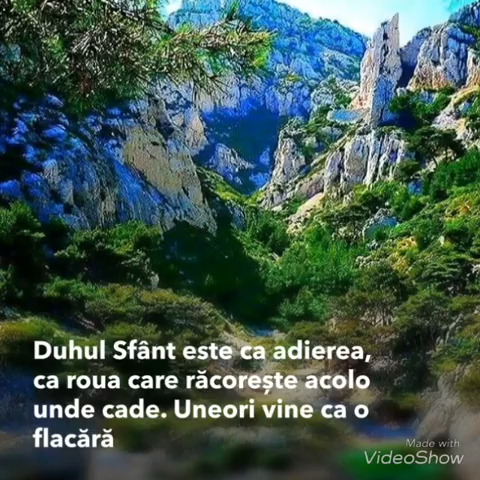 Duhul Sfânt este ca adierea,
ca roua care răcorește acolo
unde cade. Uneori vine ca o
flacără
Made with
VideoShow